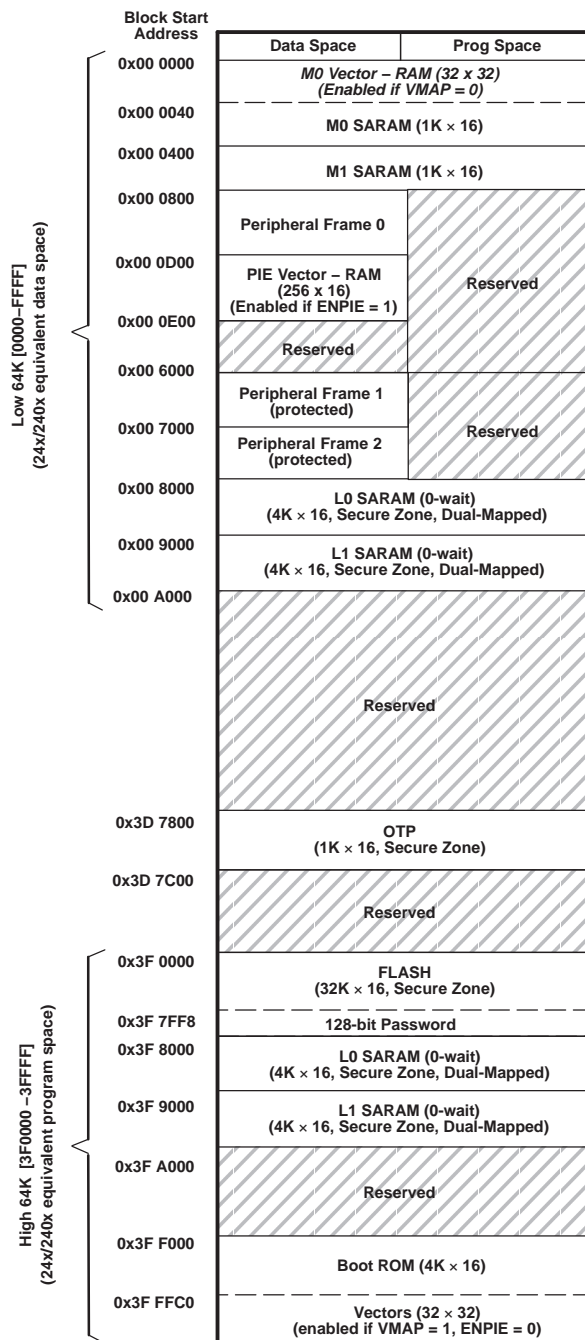 Block Start
Address
Data Space
Prog Space
0x00 0000
M0 Vector – RAM (32 x 32)
(Enabled if VMAP = 0)
0x00 0040
M0 SARAM (1K × 16)
0x00 0400
M1 SARAM (1K × 16)
0x00 0800
Peripheral Frame 0
Reserved
0x00 0D00
PIE Vector – RAM
(256 x 16)
(Enabled if ENPIE = 1)
0x00 0E00
Reserved
0x00 6000
Peripheral Frame 1
(protected)
Reserved
0x00 7000
Peripheral Frame 2
(protected)
0x00 8000
L0 SARAM (0-wait)
(4K × 16, Secure Zone, Dual-Mapped)
0x00 9000
L1 SARAM (0-wait)
(4K × 16, Secure Zone, Dual-Mapped)
0x00 A000
Low 64K [0000–FFFF]
(24x/240x equivalent data space)
Reserved
0x3D 7800
OTP
(1K × 16, Secure Zone)
0x3D 7C00
Reserved
0x3F 0000
FLASH
(32K × 16, Secure Zone)
0x3F 7FF8
128-bit Password
0x3F 8000
L0 SARAM (0-wait)
(4K × 16, Secure Zone, Dual-Mapped)
0x3F 9000
L1 SARAM (0-wait)
(4K × 16, Secure Zone, Dual-Mapped)
0x3F A000
Reserved
0x3F F000
Boot ROM (4K × 16)
0x3F FFC0
Vectors (32 × 32)
(enabled if VMAP = 1, ENPIE = 0)
High 64K [3F0000 –3FFFF]
(24x/240x equivalent program space)